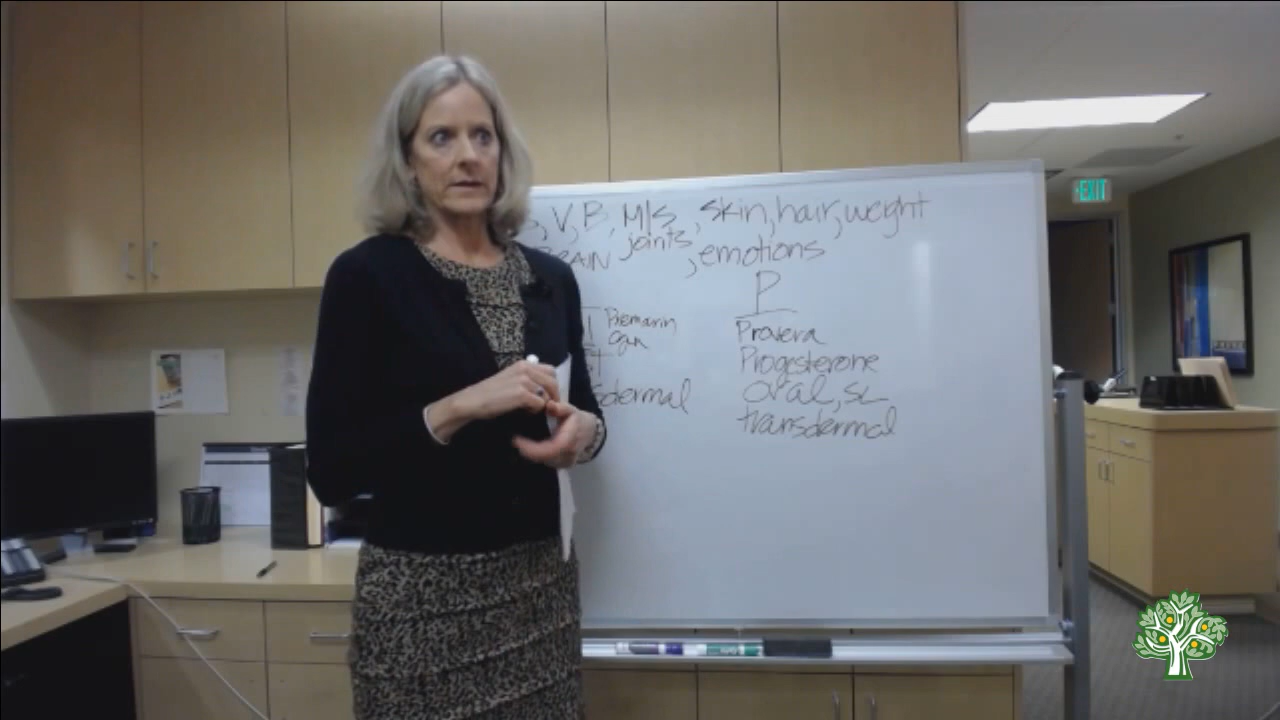 V, B, M/S, skin, hair, weight
joints, emotions
P
Premarin
Provera
Progesterone
oral, SL
transdermal
EXIT